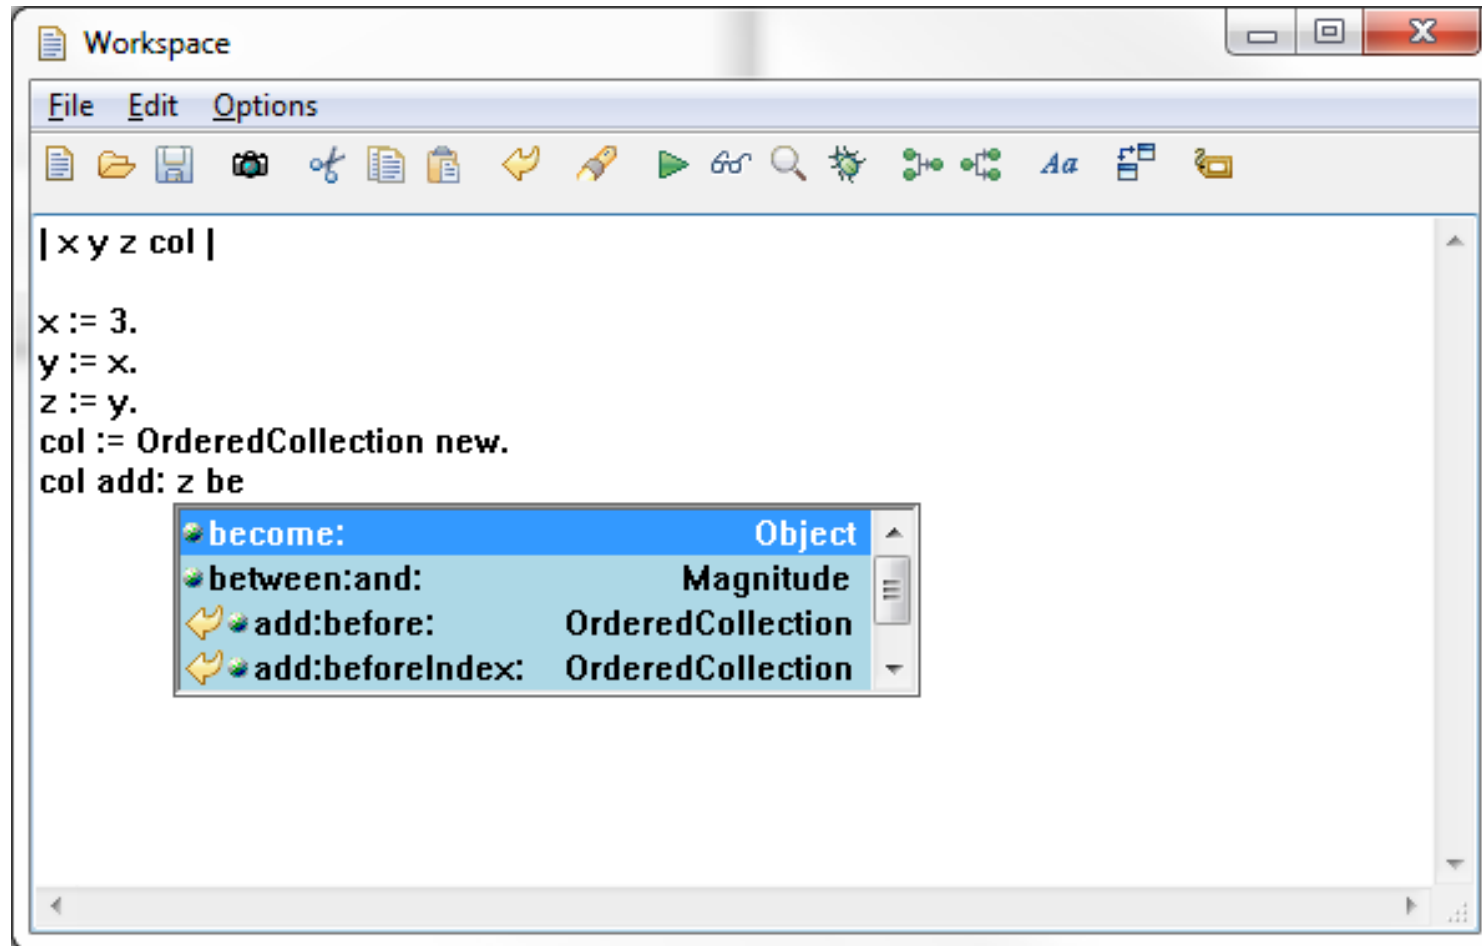 Workspace
File Edit Options
Aa
| x y z col |
x := 3.
y := x.
z := y.
col := OrderedCollection new.
col add: z be
become: Object
between:and: Magnitude
add:before: OrderedCollection
add:beforeIndex: OrderedCollection